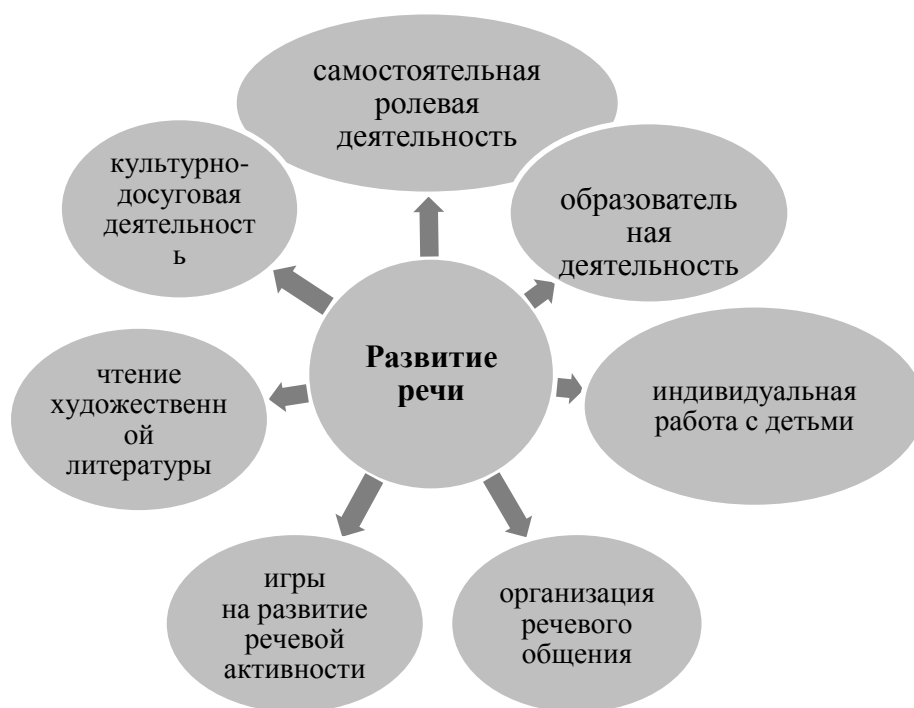 самостоятельная
ролевая
деятельность
культурно-
досуговая
деятельност
ь
образователь
ная
деятельность
Развитие
речи
чтение
художественн
ой
литературы
индивидуальная
работа с детьми
игры
на развитие
речевой
активности
организация
речевого
общения